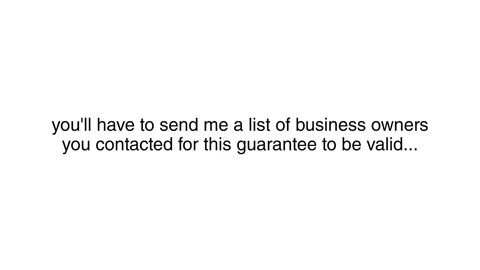 you'll have to send me a list of business owners
you contacted for this guarantee to be valid...